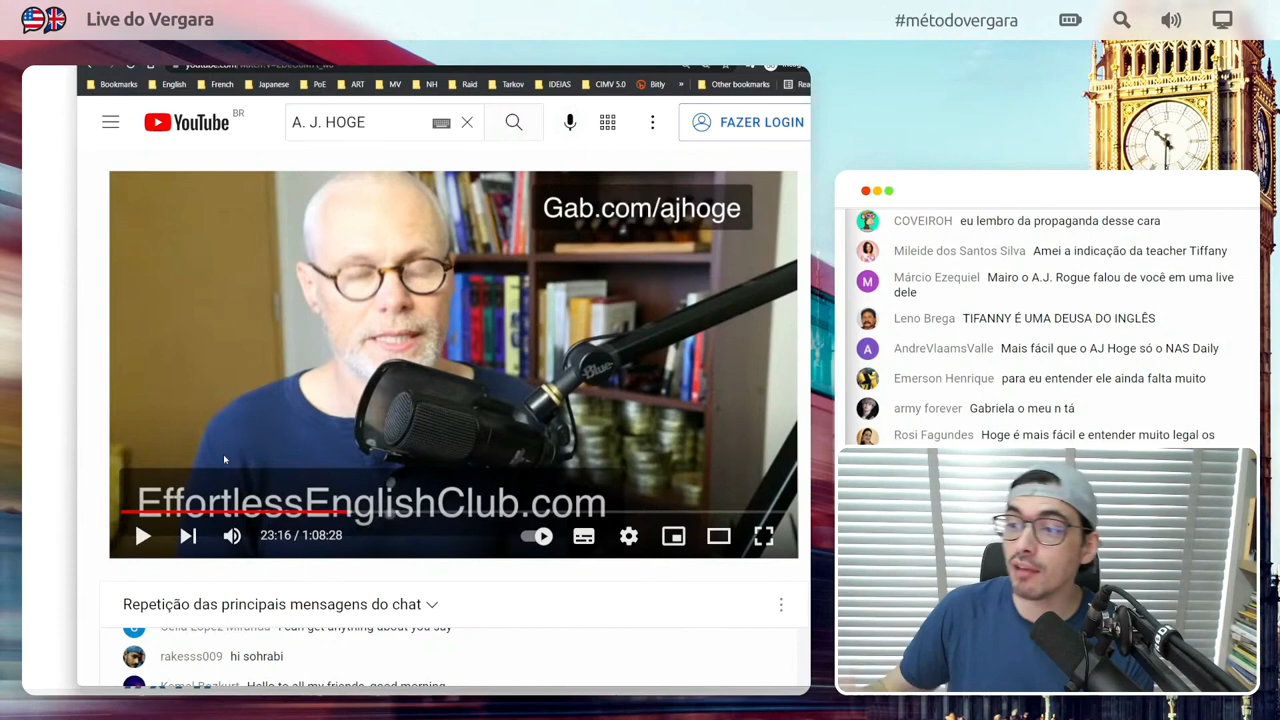 Live do Vergara
#métodovergara
Bookmarks English French Japanese PoE ART MV NH Raid Tarkov IDEIAS CIMV 5.0 Bitly » Other bookmarks
YouTube BR
A. J. HOGE
FAZER LOGIN
Gab.com/ajhoge
Blue
EffortlessEnglishClub.com
23:16 / 1:08:28
Repetição das principais mensagens do chat
rakesss009 hi sohrabi
COVEIROH eu lembro da propaganda desse cara
Mileide dos Santos Silva Amei a indicação da teacher Tiffany
M Márcio Ezequiel Mairo o A.J. Rogue falou de você em uma live
dele
Leno Brega TIFANNY É UMA DEUSA DO INGLÊS
A AndreVlaamsValle Mais fácil que o AJ Hoge só o NAS Daily
Emerson Henrique para eu entender ele ainda falta muito
army forever Gabriela o meu n tá
Rosi Fagundes Hoge é mais fácil e entender muito legal os